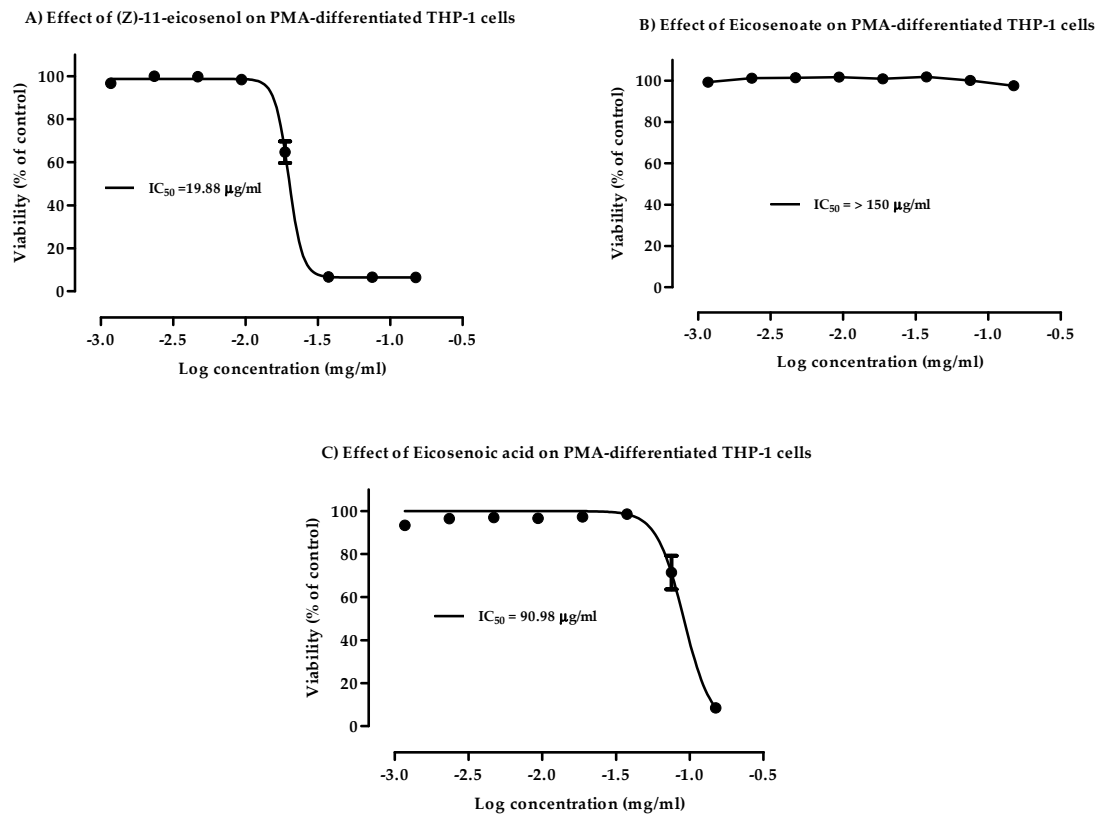 A) Effect of (Z)-11-eicosenol on PMA-differentiated THP-1 cells
Viability (% of control)
100
80
60
40
20
0
IC50 =19.88 μg/ml
-3.0 -2.5 -2.0 -1.5 -1.0 -0.5
Log concentration (mg/ml)
B) Effect of Eicosenoate on PMA-differentiated THP-1 cells
Viability (% of control)
100
80
60
40
20
0
IC50 = > 150 μg/ml
-3.0 -2.5 -2.0 -1.5 -1.0 -0.5
Log concentration (mg/ml)
C) Effect of Eicosenoic acid on PMA-differentiated THP-1 cells
Viability (% of control)
100
80
60
40
20
0
IC50 = 90.98 μg/ml
-3.0 -2.5 -2.0 -1.5 -1.0 -0.5
Log concentration (mg/ml)